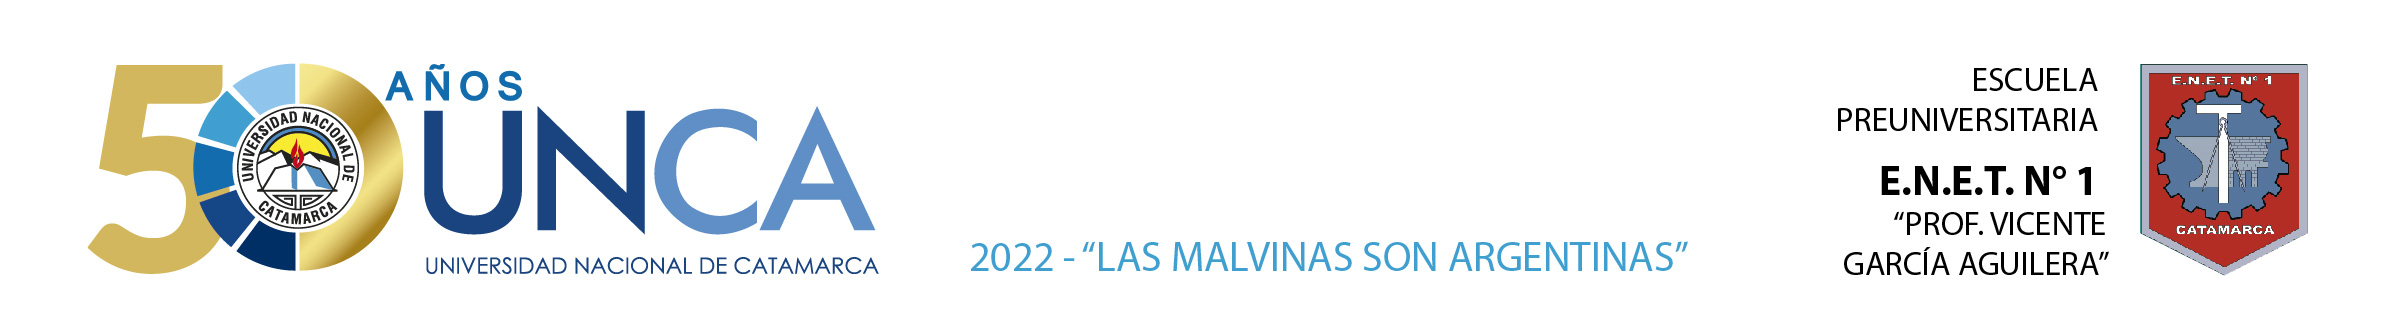 50 AÑOS
UNIVERSIDAD NACIONAL DE
CATAMARCA
UNCA
UNIVERSIDAD NACIONAL DE CATAMARCA
2022 - “LAS MALVINAS SON ARGENTINAS”
ESCUELA
PREUNIVERSITARIA
E.N.E.T. N° 1
“PROF. VICENTE
GARCÍA AGUILERA”
E.N.E.T. N° 1
CATAMARCA